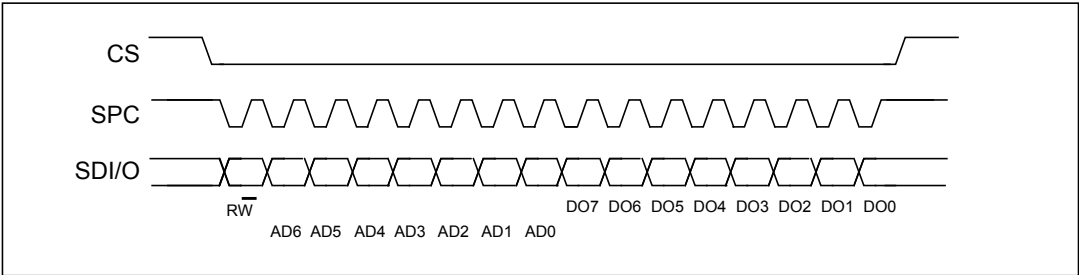 CS
SPC
SDI/O
RW
DO7 DO6 DO5 DO4 DO3 DO2 DO1 DO0
AD6 AD5 AD4 AD3 AD2 AD1 AD0